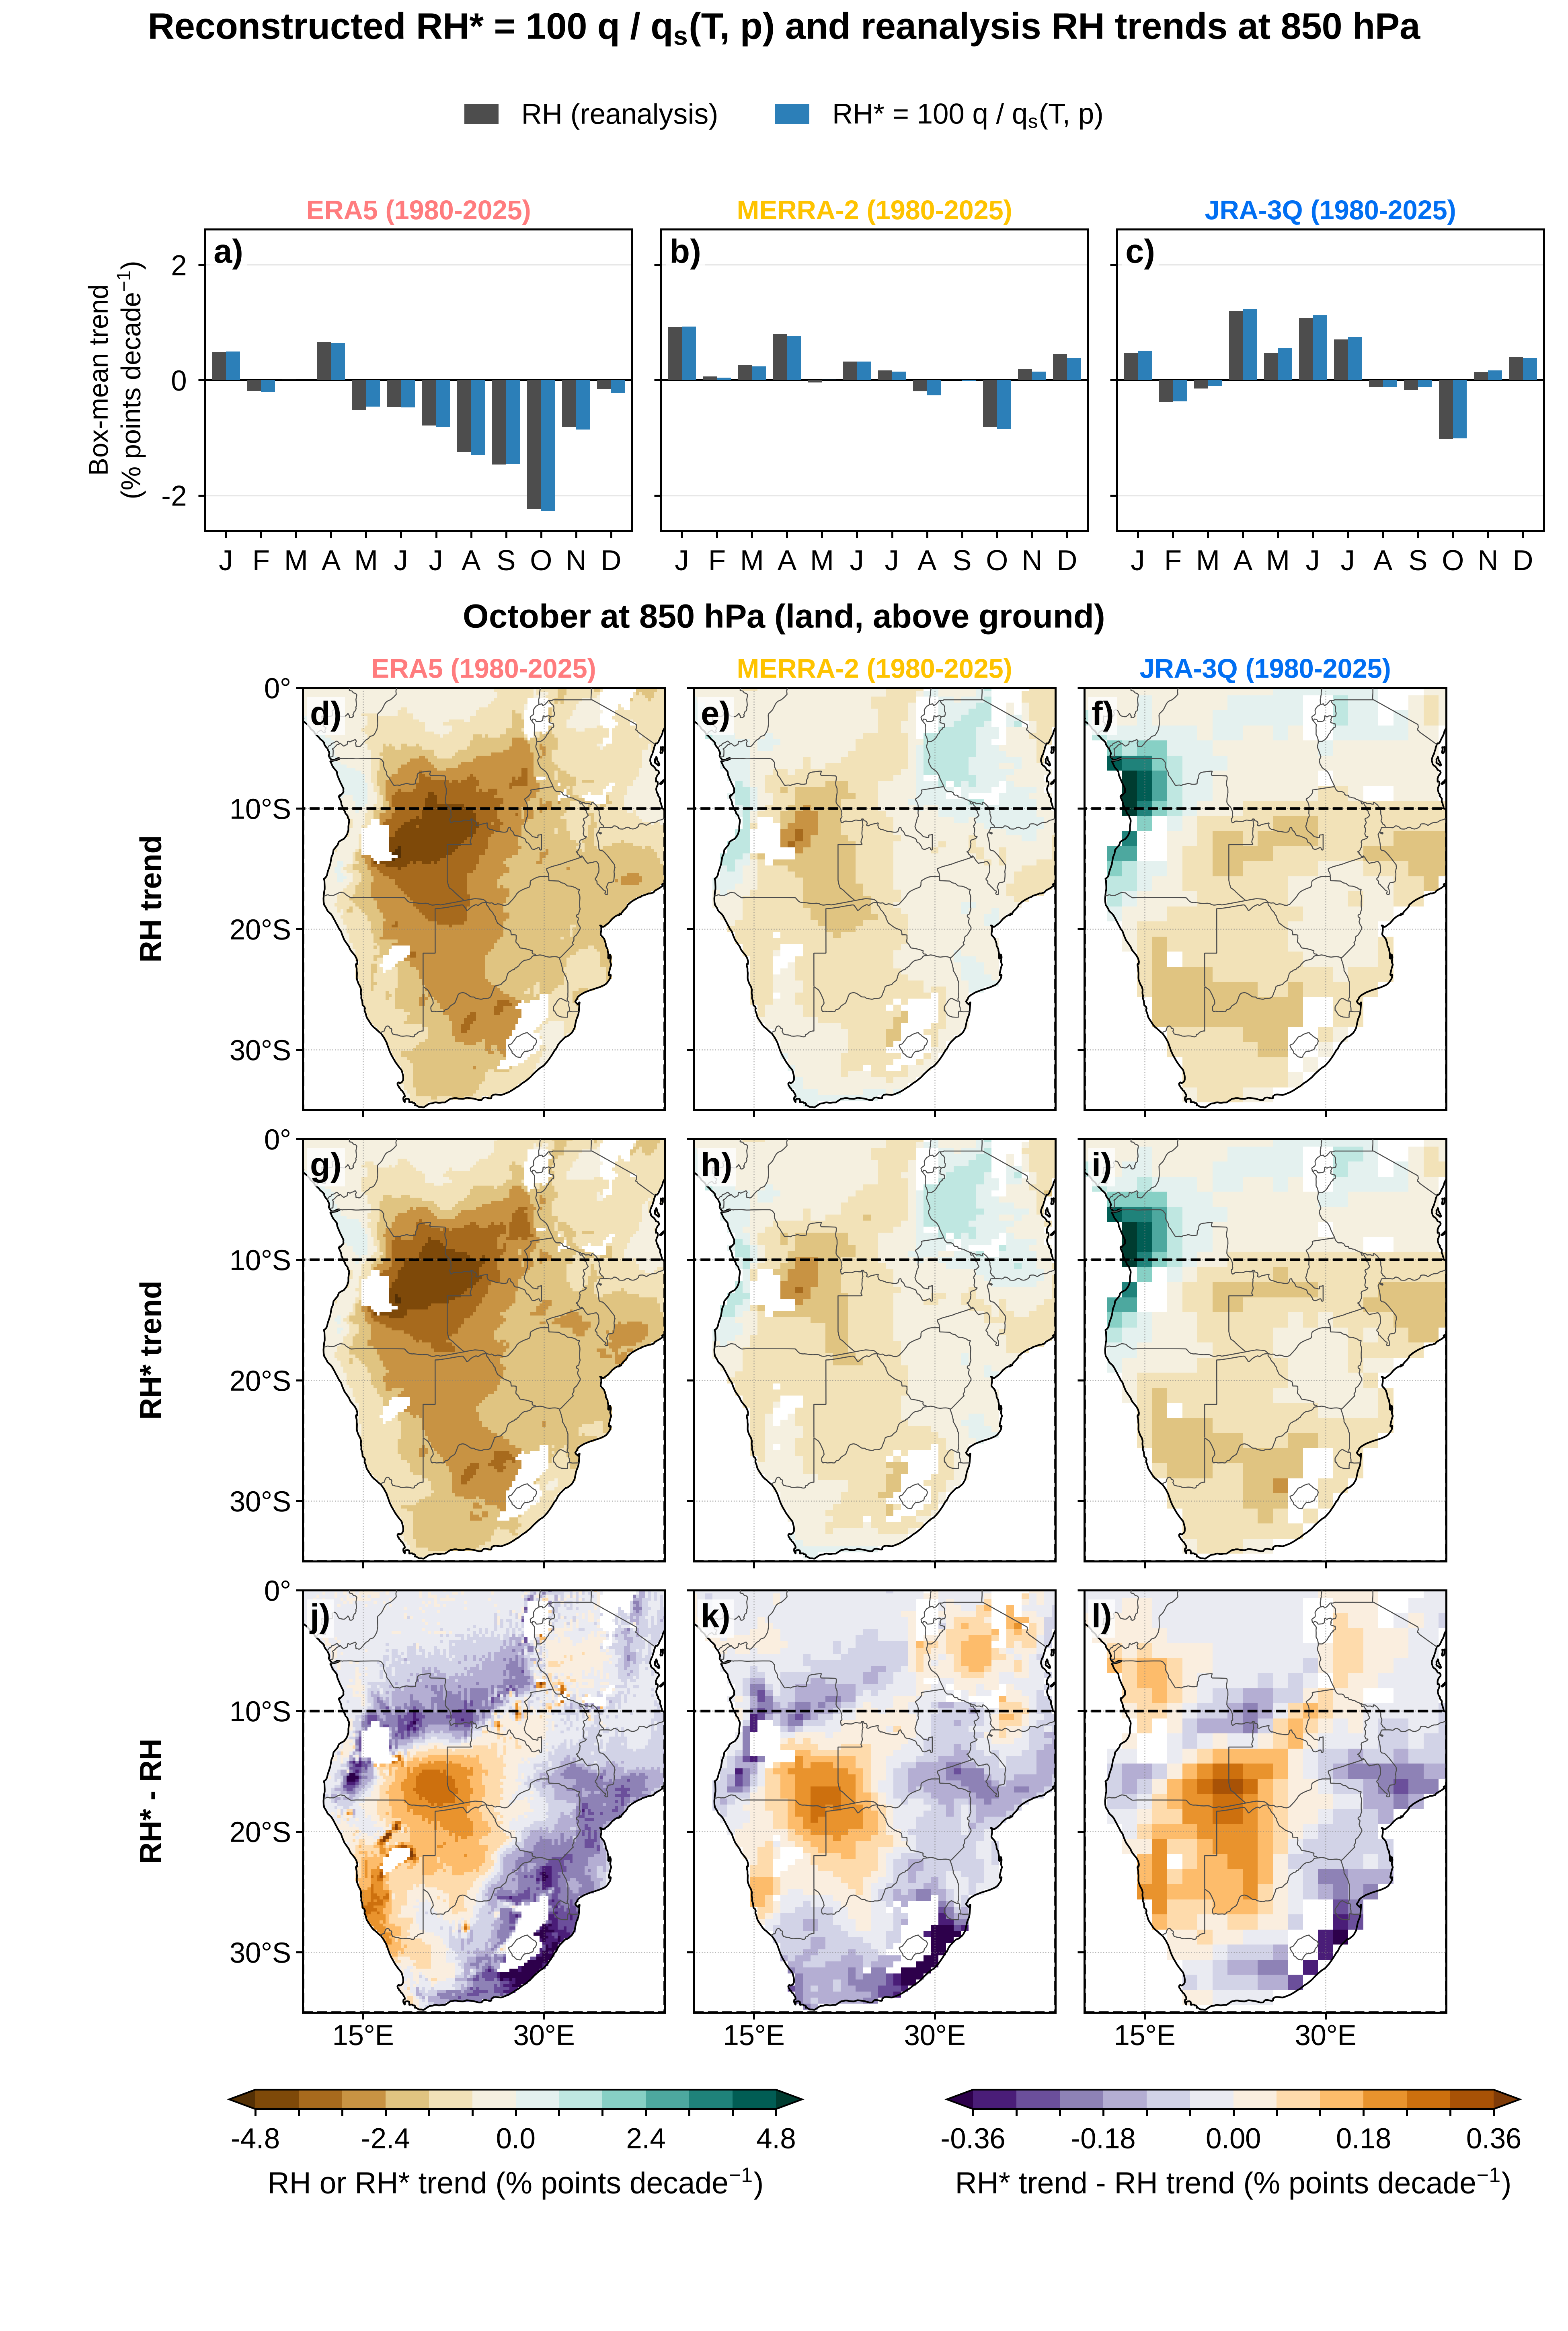 Reconstructed RH* = 100 q / qₛ(T, p) and reanalysis RH trends at 850 hPa
RH (reanalysis)
RH* = 100 q / qₛ(T, p)
ERA5 (1980-2025)
MERRA-2 (1980-2025)
JRA-3Q (1980-2025)
a)
b)
c)
Box-mean trend
(% points decade⁻¹)
2
0
-2
J F M A M J J A S O N D
J F M A M J J A S O N D
J F M A M J J A S O N D
October at 850 hPa (land, above ground)
ERA5 (1980-2025)
MERRA-2 (1980-2025)
JRA-3Q (1980-2025)
RH trend
0°
10°S
20°S
30°S
d)
e)
f)
RH* trend
0°
10°S
20°S
30°S
g)
h)
i)
RH* - RH
0°
10°S
20°S
30°S
j)
k)
l)
15°E 30°E
15°E 30°E
15°E 30°E
-4.8 -2.4 0.0 2.4 4.8
RH or RH* trend (% points decade⁻¹)
-0.36 -0.18 0.00 0.18 0.36
RH* trend - RH trend (% points decade⁻¹)